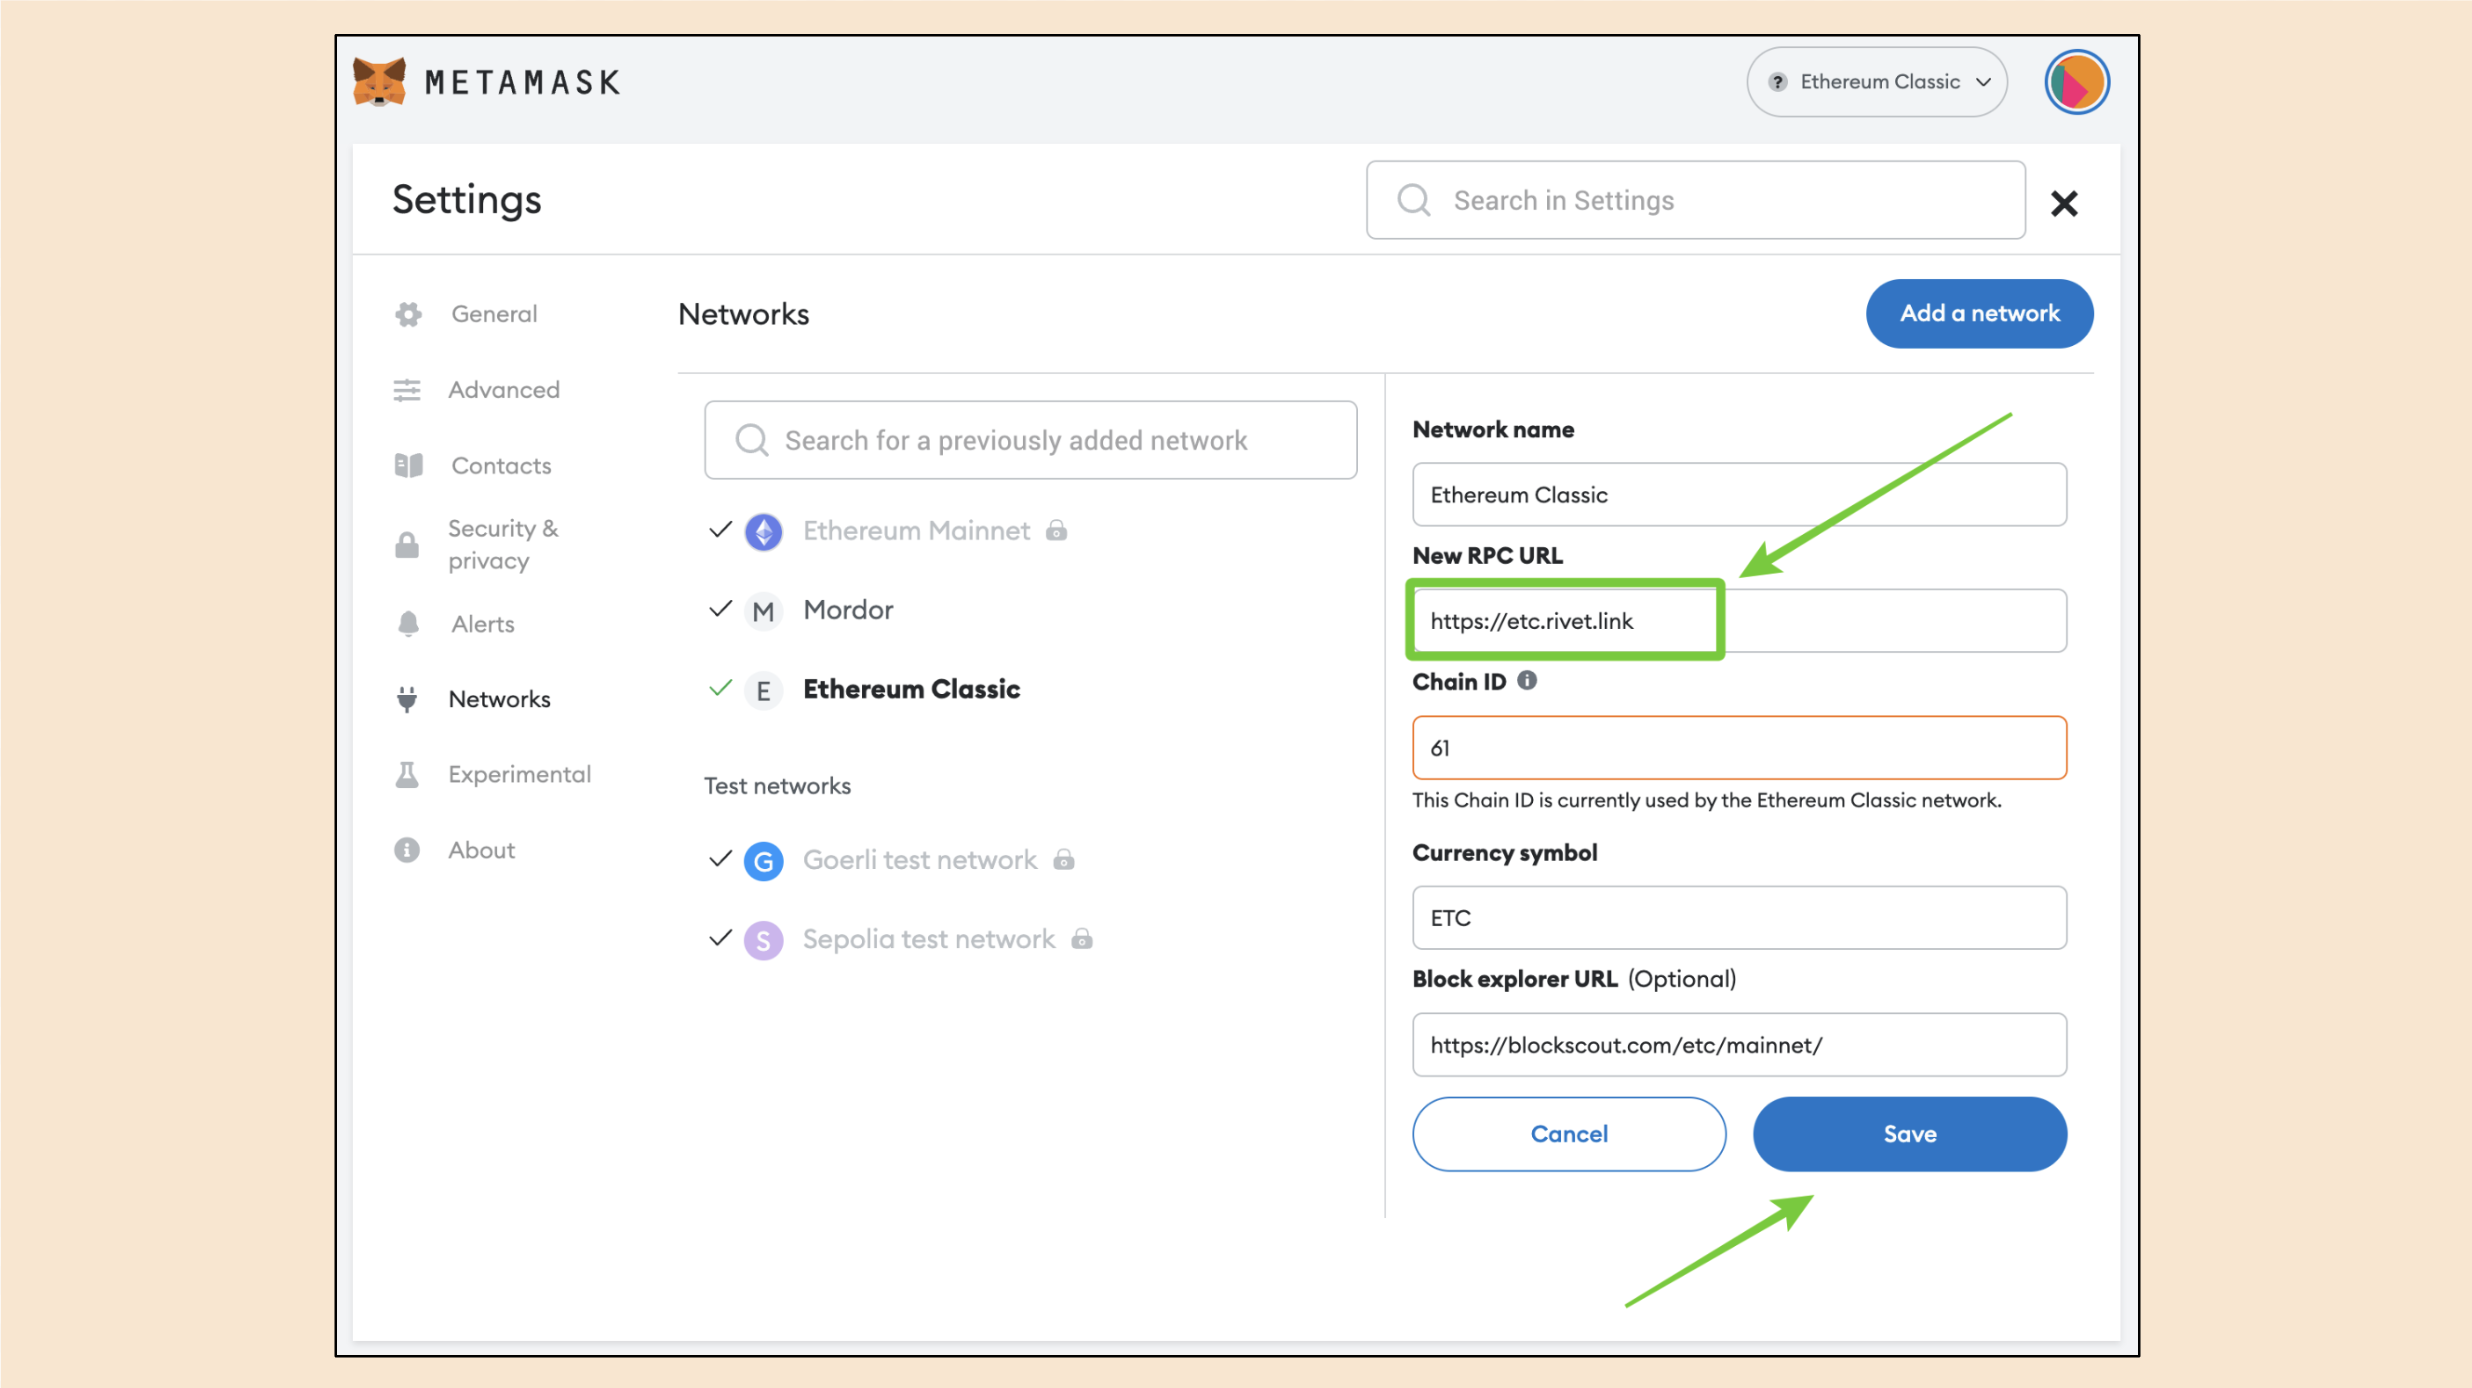 METAMASK
? Ethereum Classic
Settings
Search in Settings
General
Advanced
Contacts
Security &
privacy
Alerts
Networks
Experimental
About
Networks
Add a network
Search for a previously added network
Ethereum Mainnet
M Mordor
E Ethereum Classic
Test networks
G Goerli test network
S Sepolia test network
Network name
Ethereum Classic
New RPC URL
https://etc.rivet.link
Chain ID i
61
This Chain ID is currently used by the Ethereum Classic network.
Currency symbol
ETC
Block explorer URL (Optional)
https://blockscout.com/etc/mainnet/
Cancel
Save